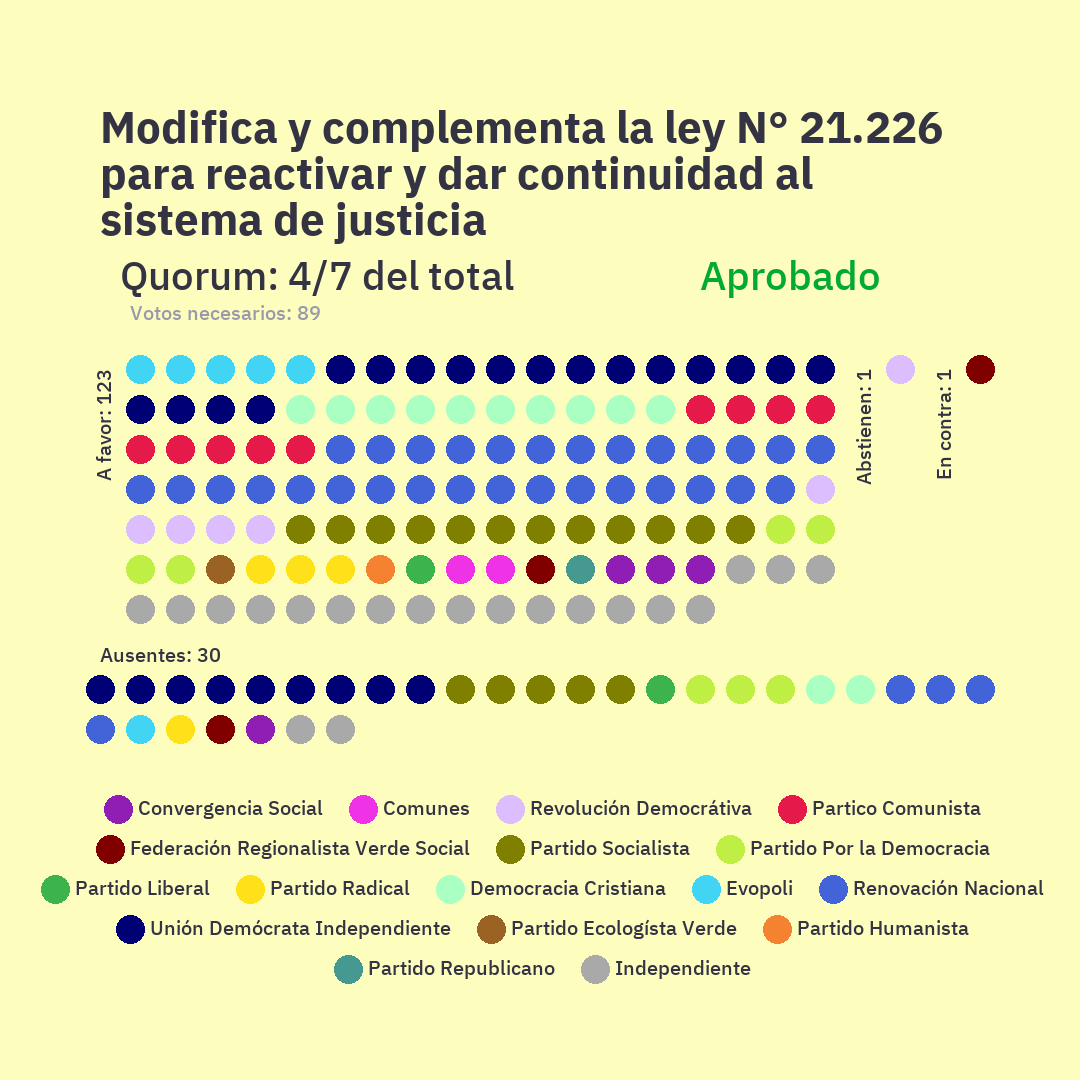 Modifica y complementa la ley N° 21.226
para reactivar y dar continuidad al
sistema de justicia
Quorum: 4/7 del total
Aprobado
Votos necesarios: 89
A favor: 123
Abstienen: 1
En contra: 1
Ausentes: 30
Convergencia Social
Comunes
Revolución Democrátiva
Partico Comunista
Federación Regionalista Verde Social
Partido Socialista
Partido Por la Democracia
Partido Liberal
Partido Radical
Democracia Cristiana
Evopoli
Renovación Nacional
Unión Demócrata Independiente
Partido Ecologísta Verde
Partido Humanista
Partido Republicano
Independiente